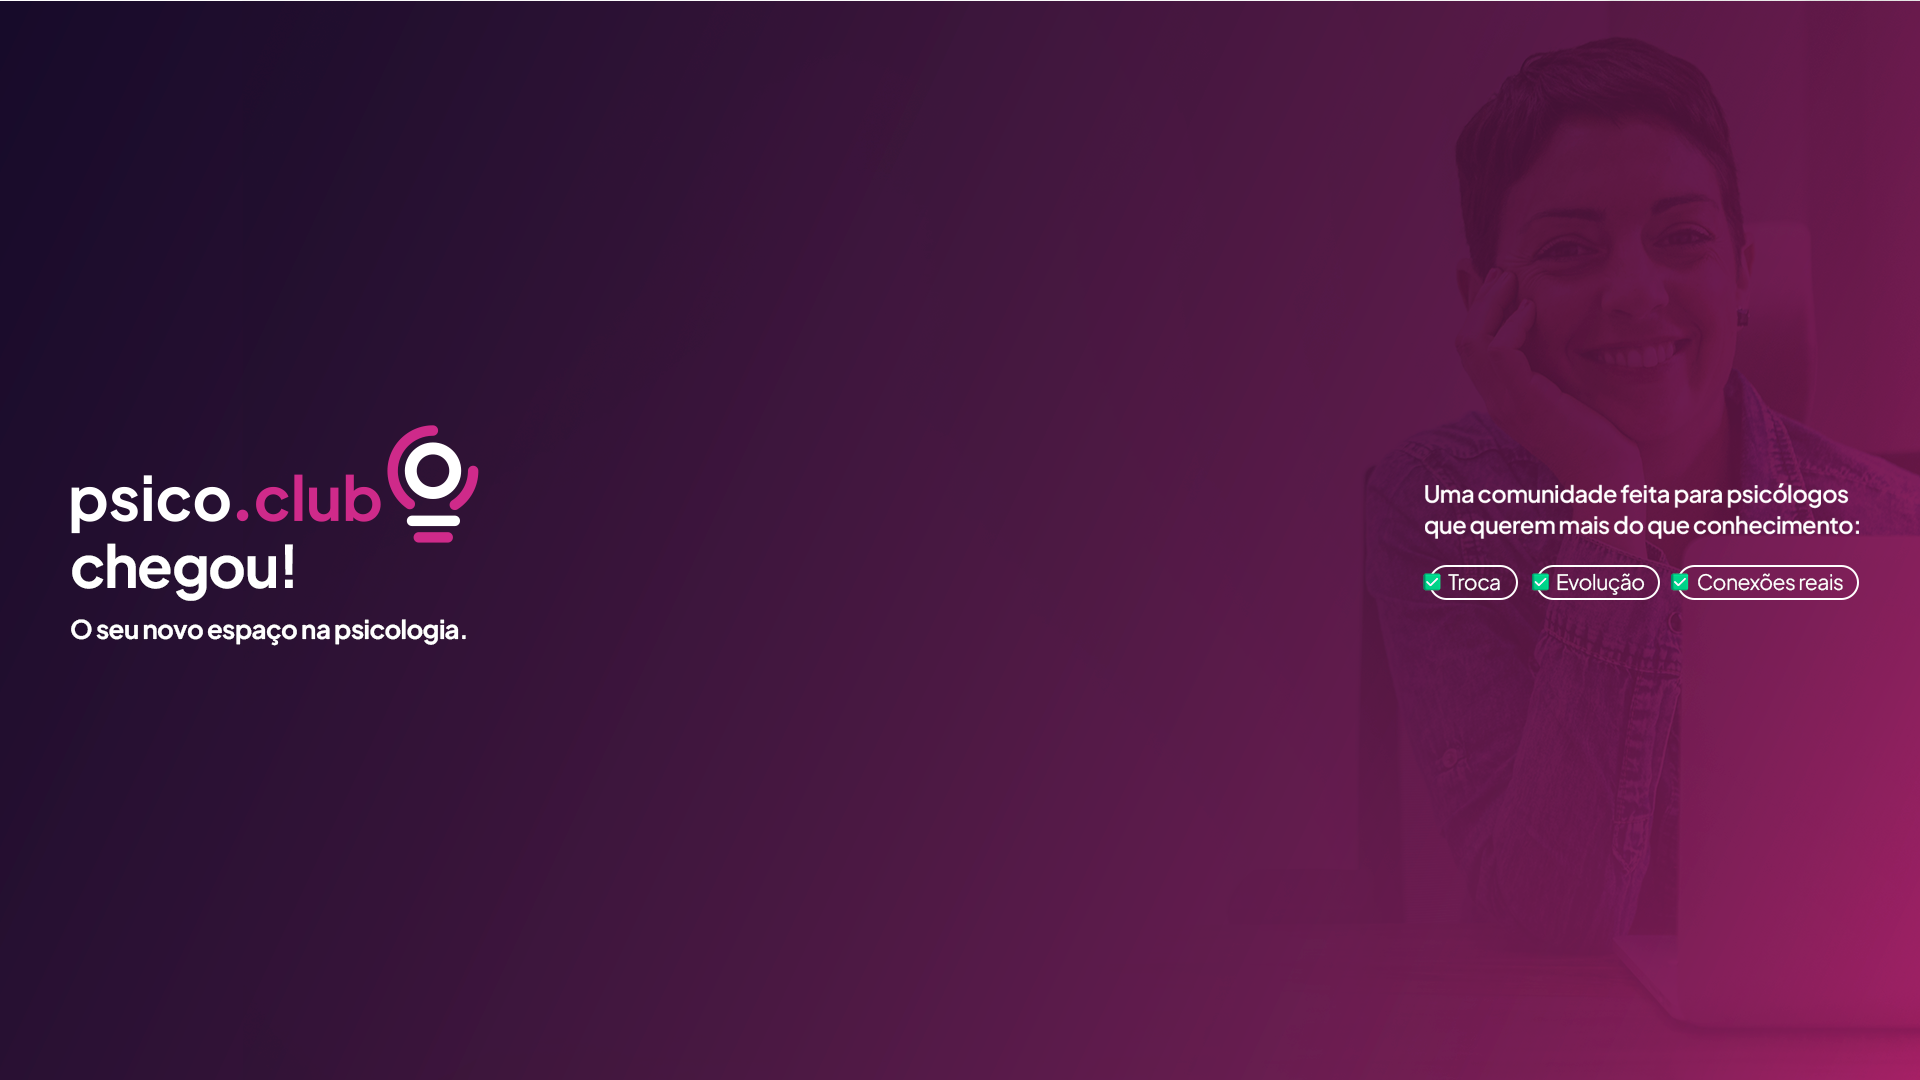 psico.club
chegou!
O seu novo espaço na psicologia.
Uma comunidade feita para psicólogos
que querem mais do que conhecimento:
Troca
Evolução
Conexões reais